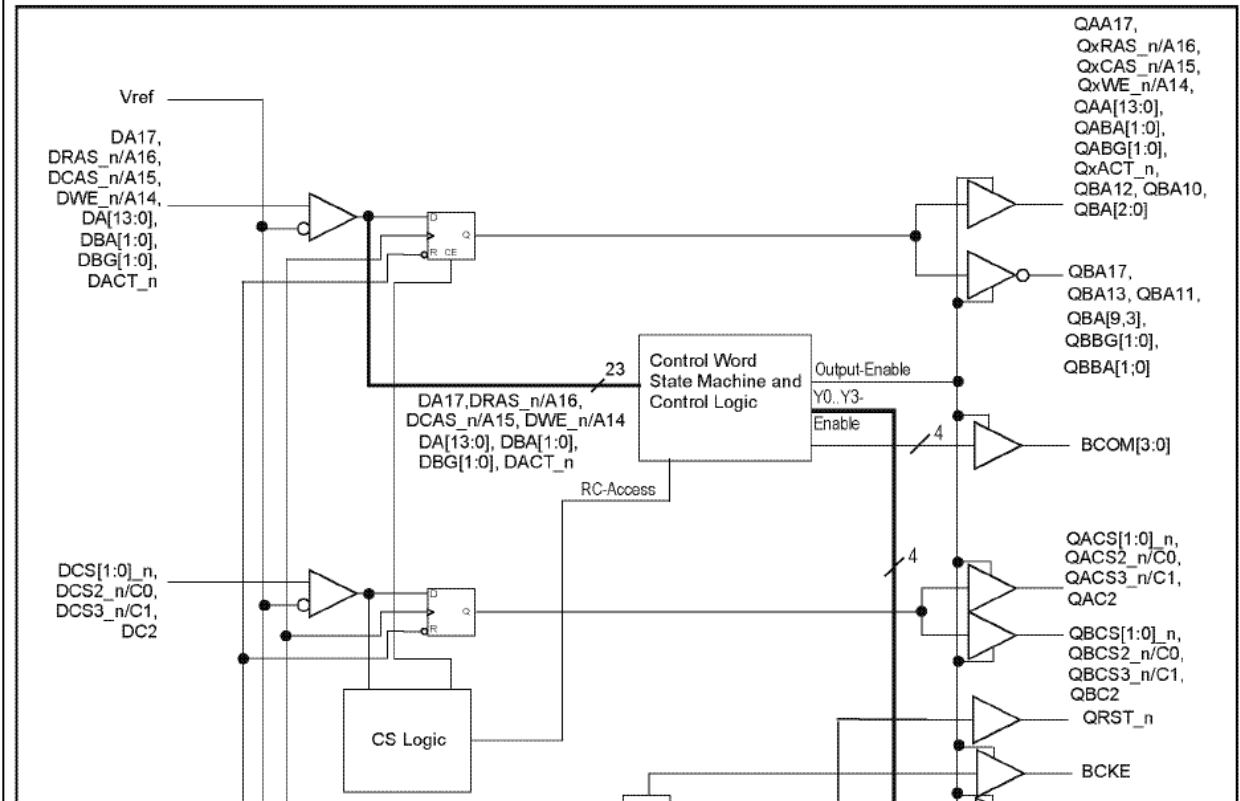 QAA17,
QxRAS_n/A16,
QxCAS_n/A15,
QxWE_n/A14,
QAA[13:0],
QABA[1:0],
QABG[1:0],
QxACT_n,
QBA12, QBA10,
QBA[2:0]
Vref
DA17,
DRAS_n/A16,
DCAS_n/A15,
DWE_n/A14,
DA[13:0],
DBA[1:0],
DBG[1:0],
DACT_n
D
Q
R CE
QBA17,
QBA13, QBA11,
QBA[9,3],
QBBG[1:0],
QBBA[1;0]
Control Word
State Machine and
Control Logic
23
DA17,DRAS_n/A16,
DCAS_n/A15, DWE_n/A14
DA[13:0], DBA[1:0],
DBG[1:0], DACT_n
Output-Enable
Y0..Y3-
Enable
4
BCOM[3:0]
RC-Access
4
DCS[1:0]_n,
DCS2_n/C0,
DCS3_n/C1,
DC2
D
Q
R
QACS[1:0]_n,
QACS2_n/C0,
QACS3_n/C1,
QAC2
QBCS[1:0]_n,
QBCS2_n/C0,
QBCS3_n/C1,
QBC2
CS Logic
QRST_n
BCKE